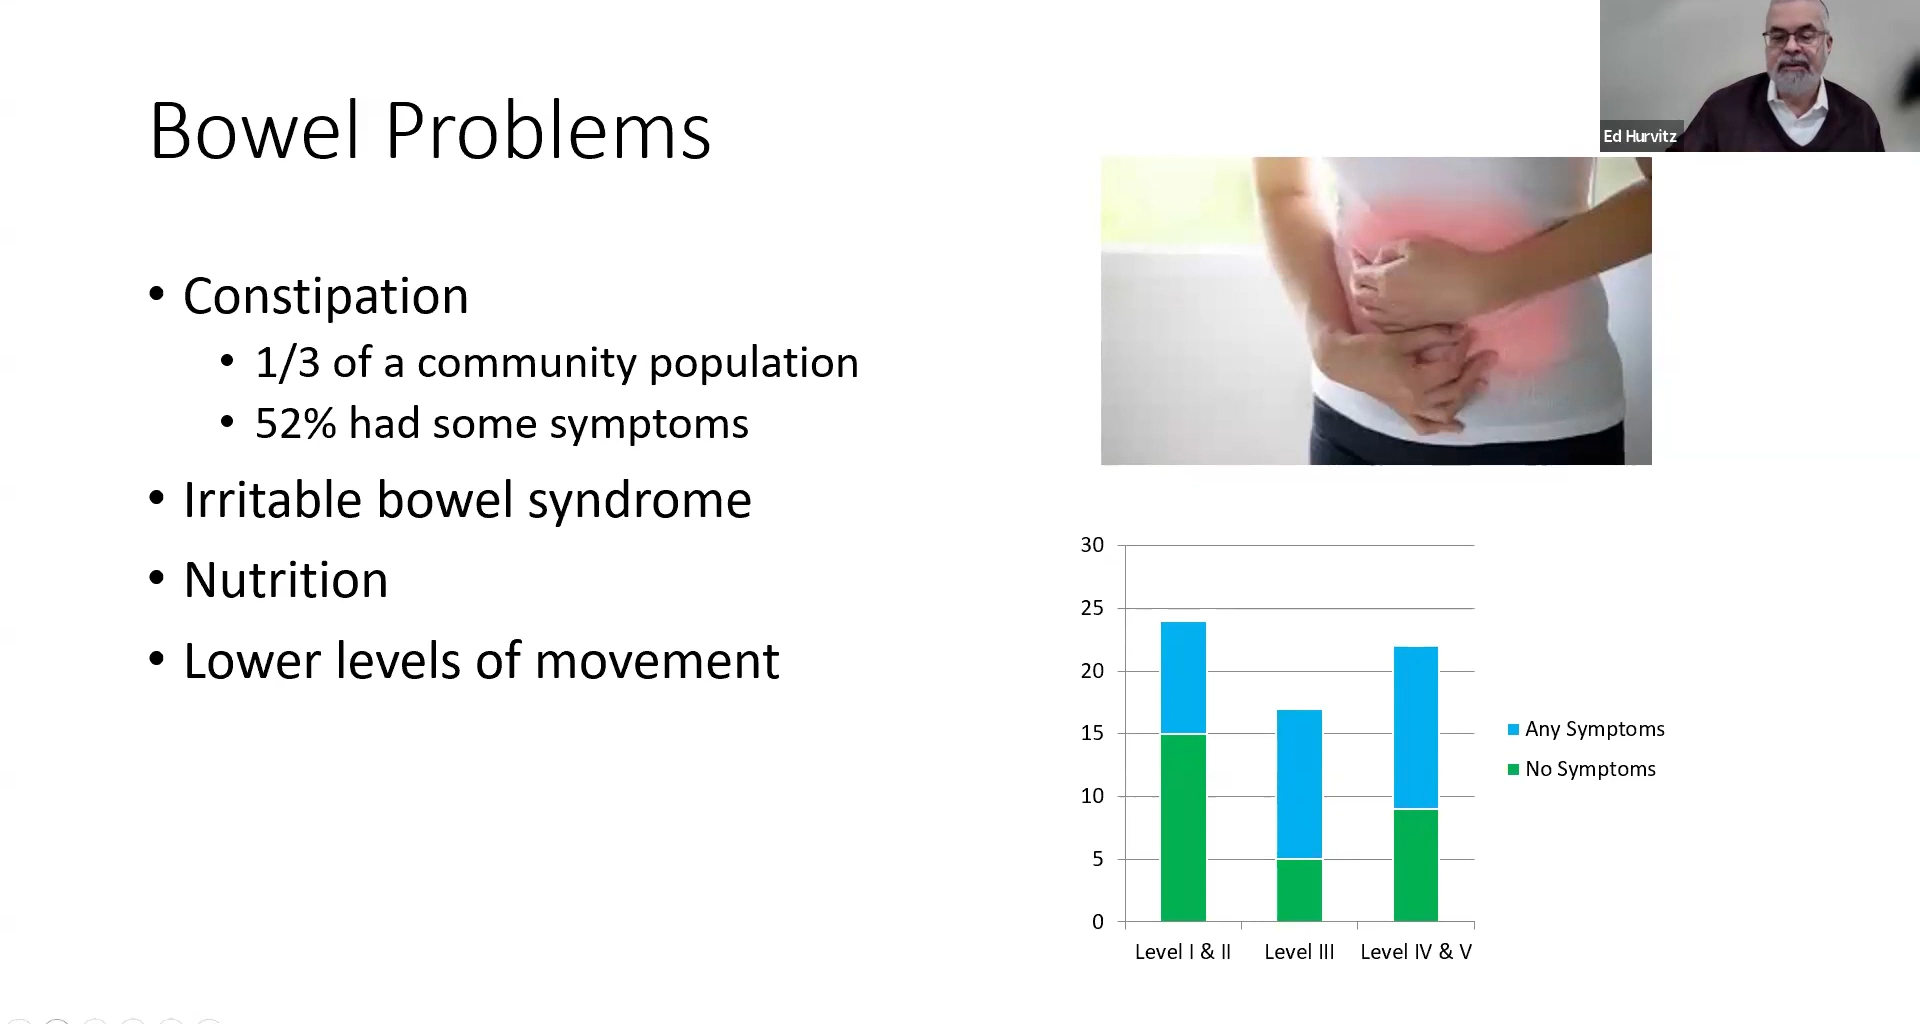 Bowel Problems
Ed Hurvitz
• Constipation
• 1/3 of a community population
• 52% had some symptoms
• Irritable bowel syndrome
• Nutrition
• Lower levels of movement
30
25
20
15
10
5
0
Level I & II Level III Level IV & V
Any Symptoms
No Symptoms